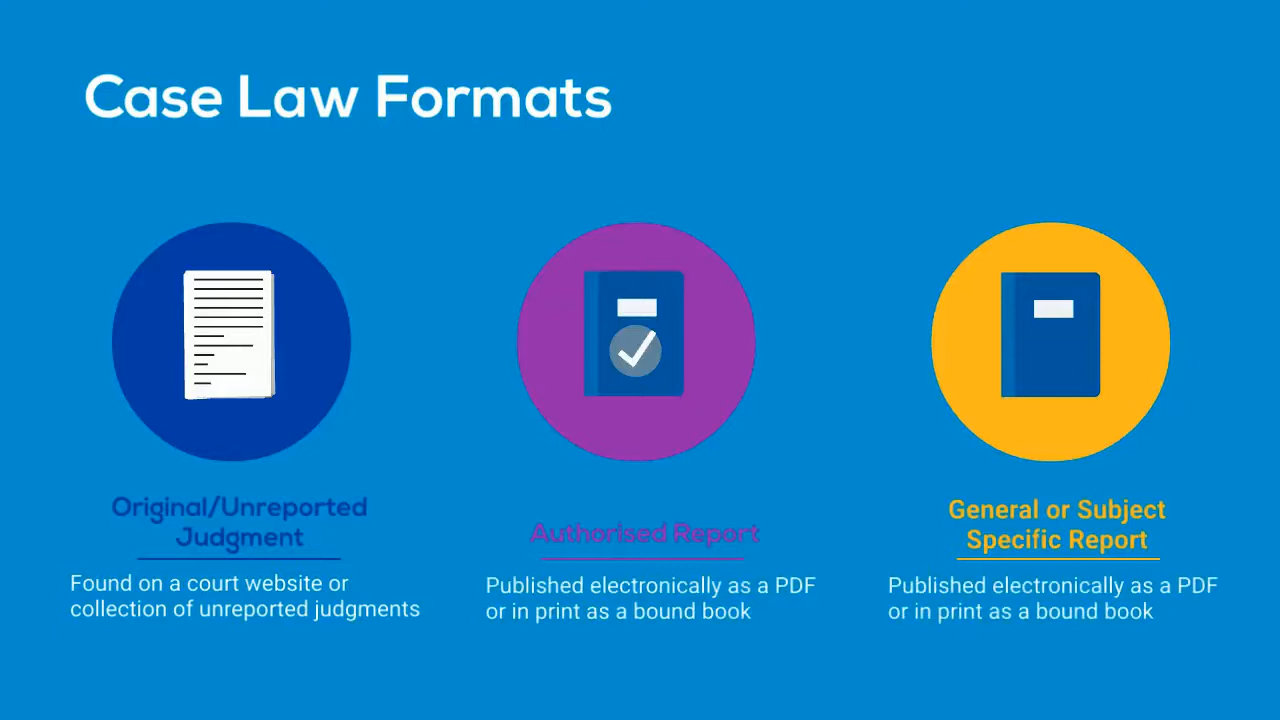 Case Law Formats
Original/Unreported
Judgment
Found on a court website or
collection of unreported judgments
Authorised Report
Published electronically as a PDF
or in print as a bound book
General or Subject
Specific Report
Published electronically as a PDF
or in print as a bound book